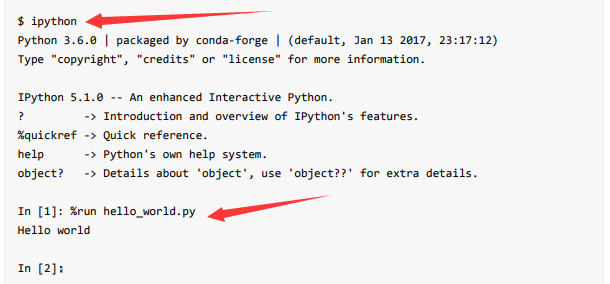 $ ipython
Python 3.6.0 | packaged by conda-forge | (default, Jan 13 2017, 23:17:12)
Type "copyright", "credits" or "license" for more information.
IPython 5.1.0 -- An enhanced Interactive Python.
?         -> Introduction and overview of IPython's features.
%quickref -> Quick reference.
help      -> Python's own help system.
object?   -> Details about 'object', use 'object??' for extra details.
In [1]: %run hello_world.py
Hello world
In [2]: